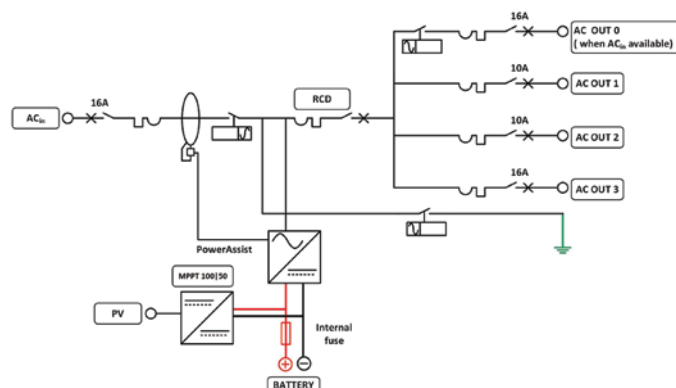 16A
AC OUT 0
( when ACin available)
10A
AC OUT 1
RCD
16A
ACin
10A
AC OUT 2
16A
AC OUT 3
PowerAssist
MPPT 100|50
PV
Internal
fuse
BATTERY